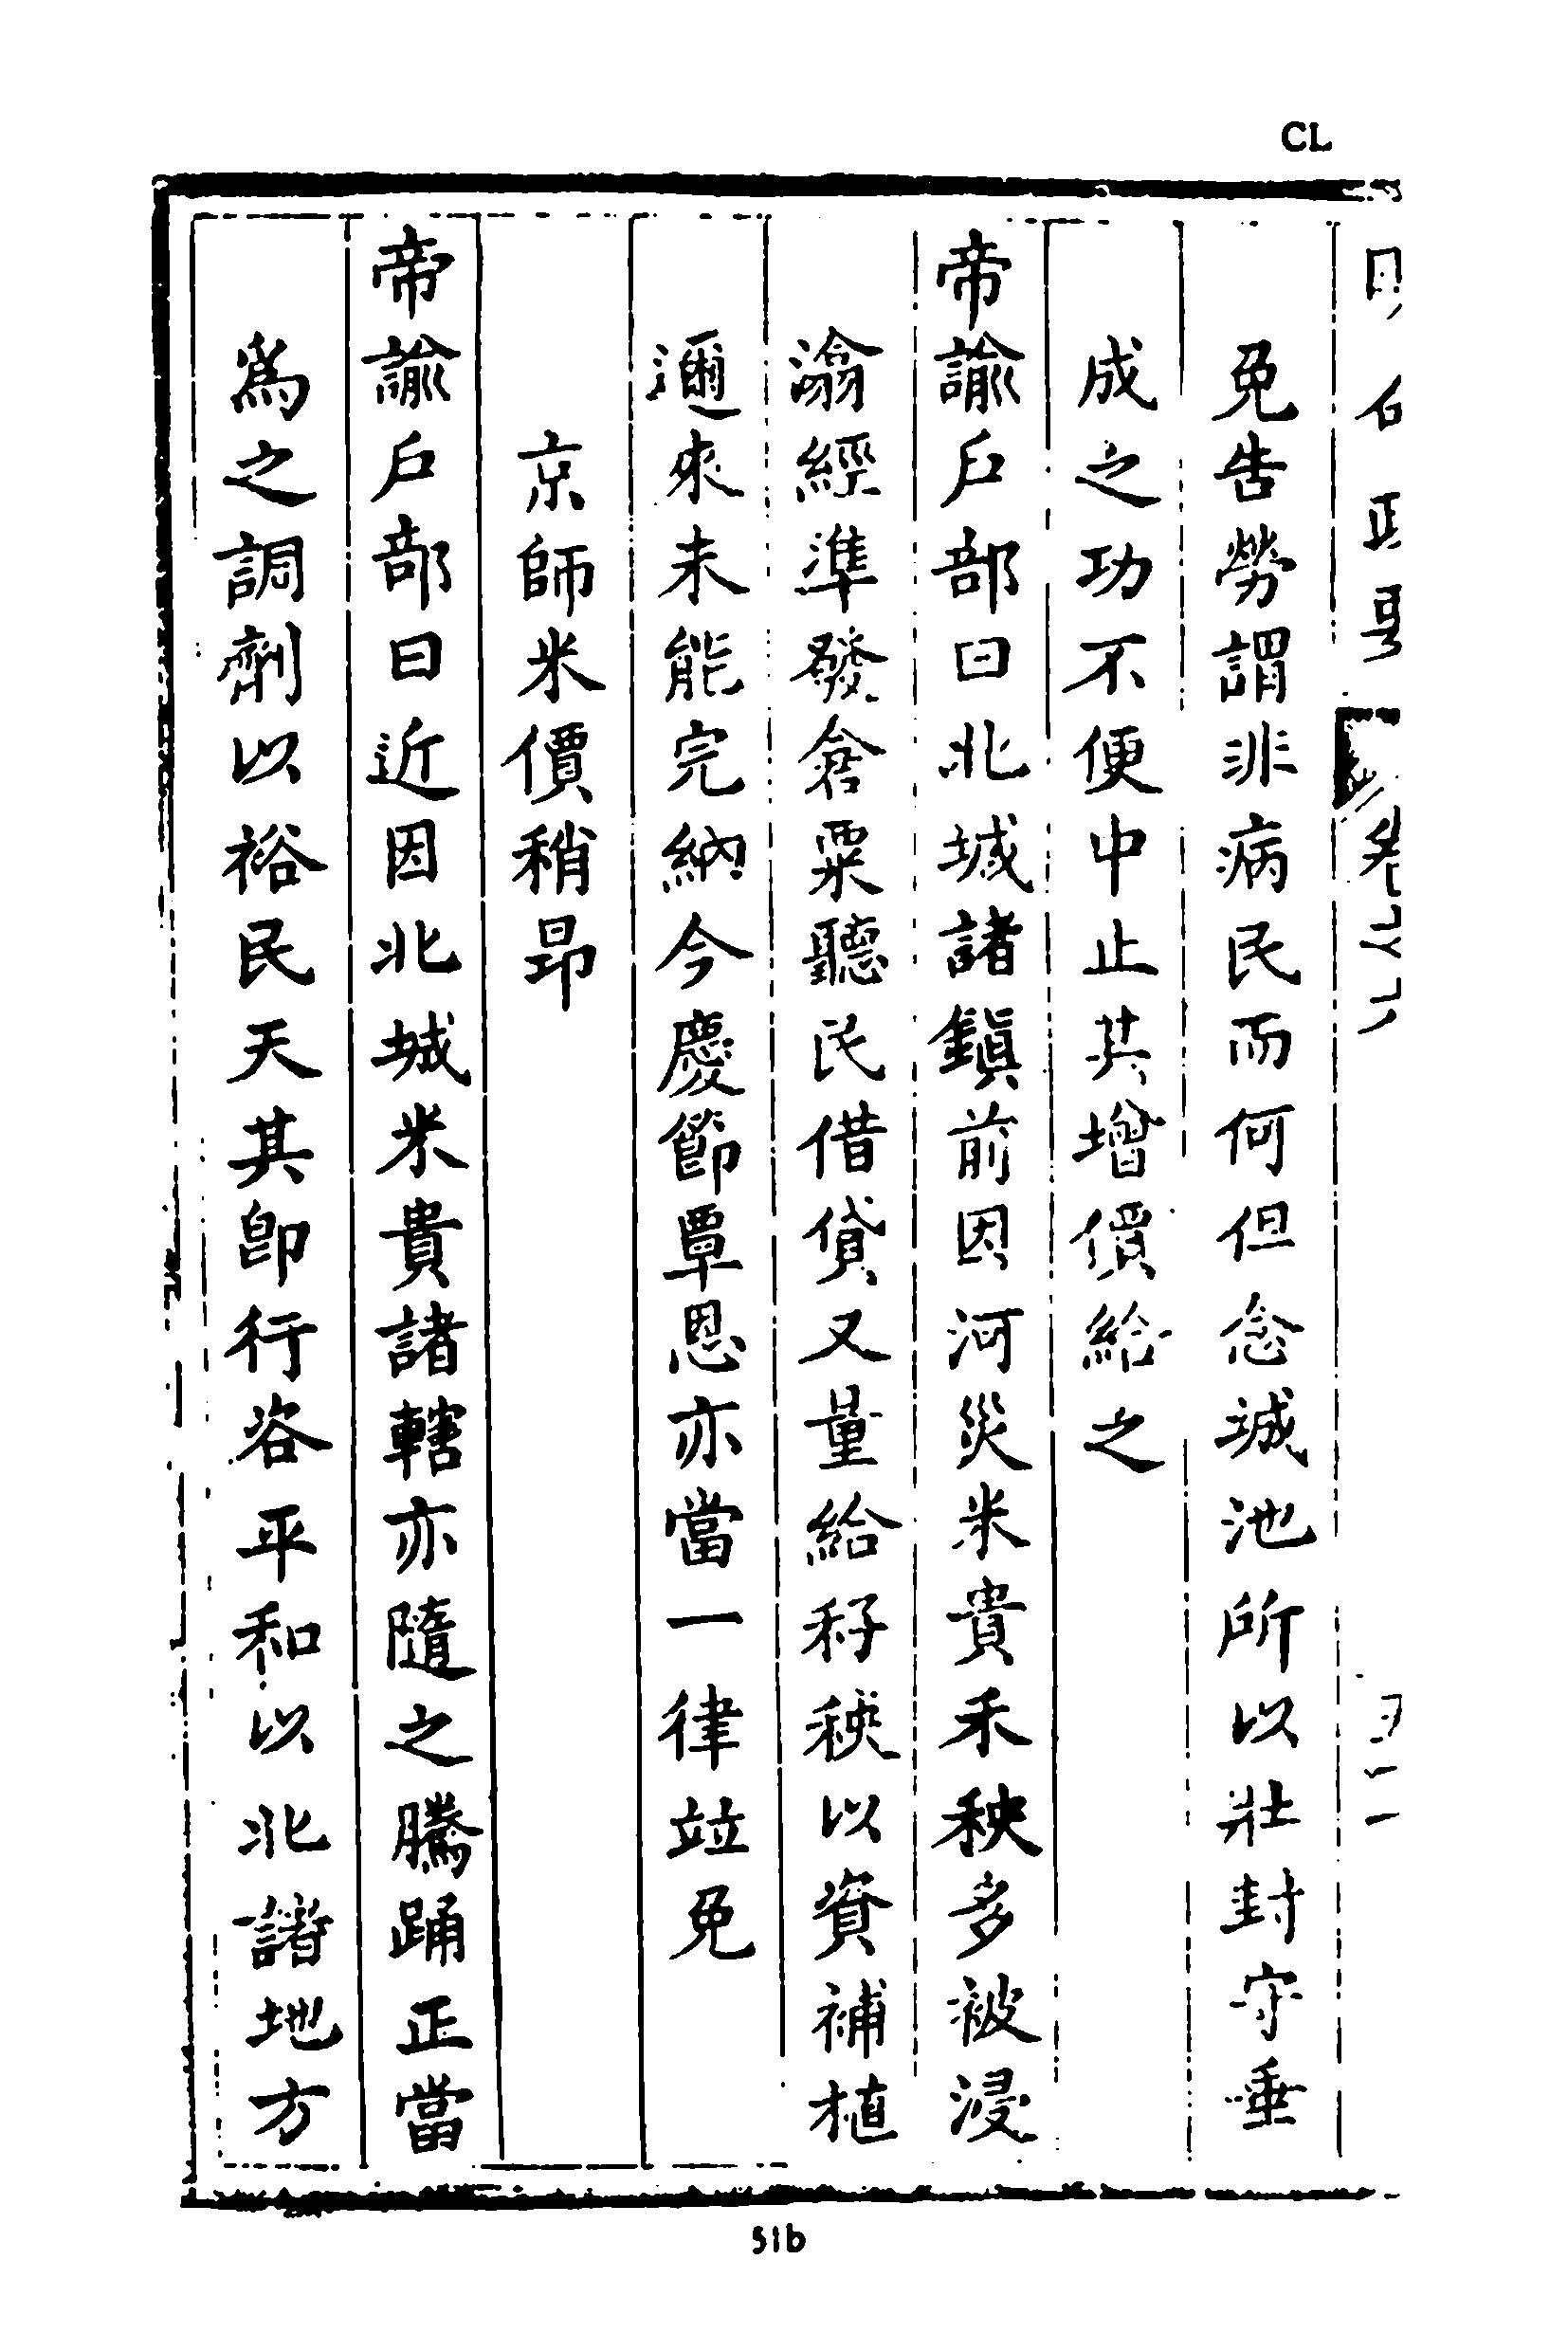 CL
免告勞謂非病民而何但念城池所以壯封守垂
成之功不便中止其增價給之
帝諭戶部曰北城諸鎮前因河災米貴禾秧多被浸
滃經準發倉粟聽民借貸又量給籽秧以資補植
邇來未能完納今慶節覃恩亦當一律竝免
京師米價稍昂
帝諭戶部曰近因北城米貴諸轄亦隨之騰踊正當
爲之調劑以裕民天其卽行咨平和以北諸地方
51b